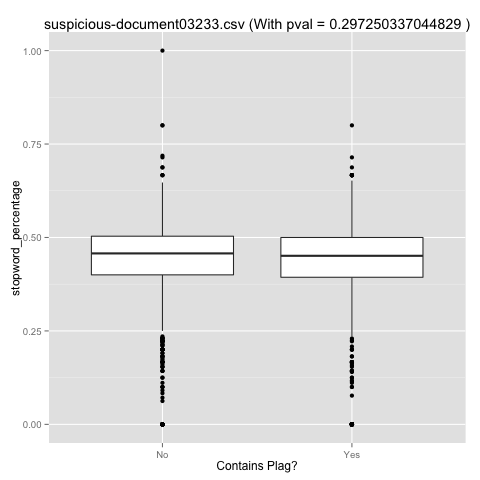 suspicious-document03233.csv (With pval = 0.297250337044829 )
1.00
0.75
0.50
0.25
0.00
stopword_percentage
No
Yes
Contains Plag?